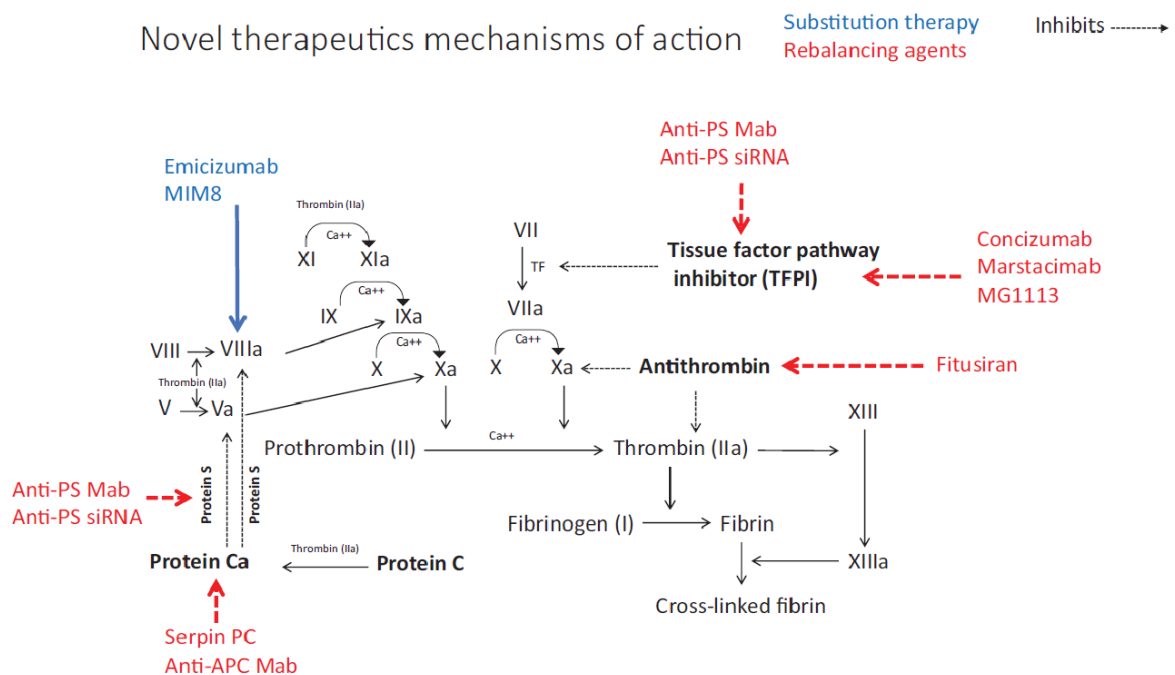 Novel therapeutics mechanisms of action
Substitution therapy
Rebalancing agents
Inhibits
Anti-PS Mab
Anti-PS siRNA
Emicizumab
MIM8
Thrombin (IIa)
Ca++
XI
XIa
VII
TF
VIIa
Tissue factor pathway
inhibitor (TFPI)
Concizumab
Marstacimab
MG1113
Ca++
IX
IXa
VIII
VIIIa
Ca++
X
Xa
Ca++
X
Xa
Antithrombin
Fitusiran
Thrombin (IIa)
V
Va
XIII
Prothrombin (II)
Ca++
Thrombin (IIa)
Protein S
Protein S
Anti-PS Mab
Anti-PS siRNA
Fibrinogen (I)
Fibrin
Protein Ca
Thrombin (IIa)
Protein C
XIIIa
Cross-linked fibrin
Serpin PC
Anti-APC Mab